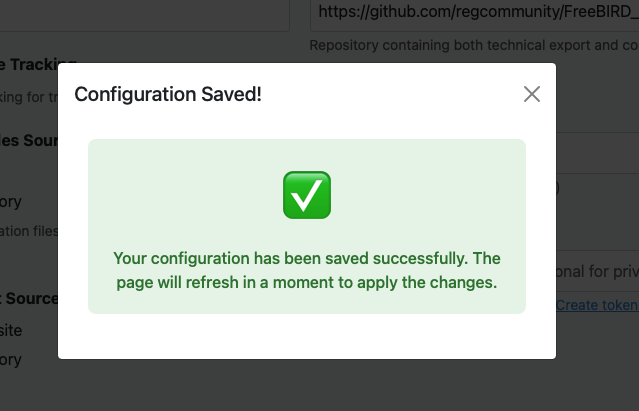 https://github.com/regcommunity/FreeBIRD_
Repository containing both technical export and co
e Tracking
king for tr
Configuration Saved!
les Sour
ory
ation files
Your configuration has been saved successfully. The
page will refresh in a moment to apply the changes.
onal for priv
t Source
Create token
site
ory